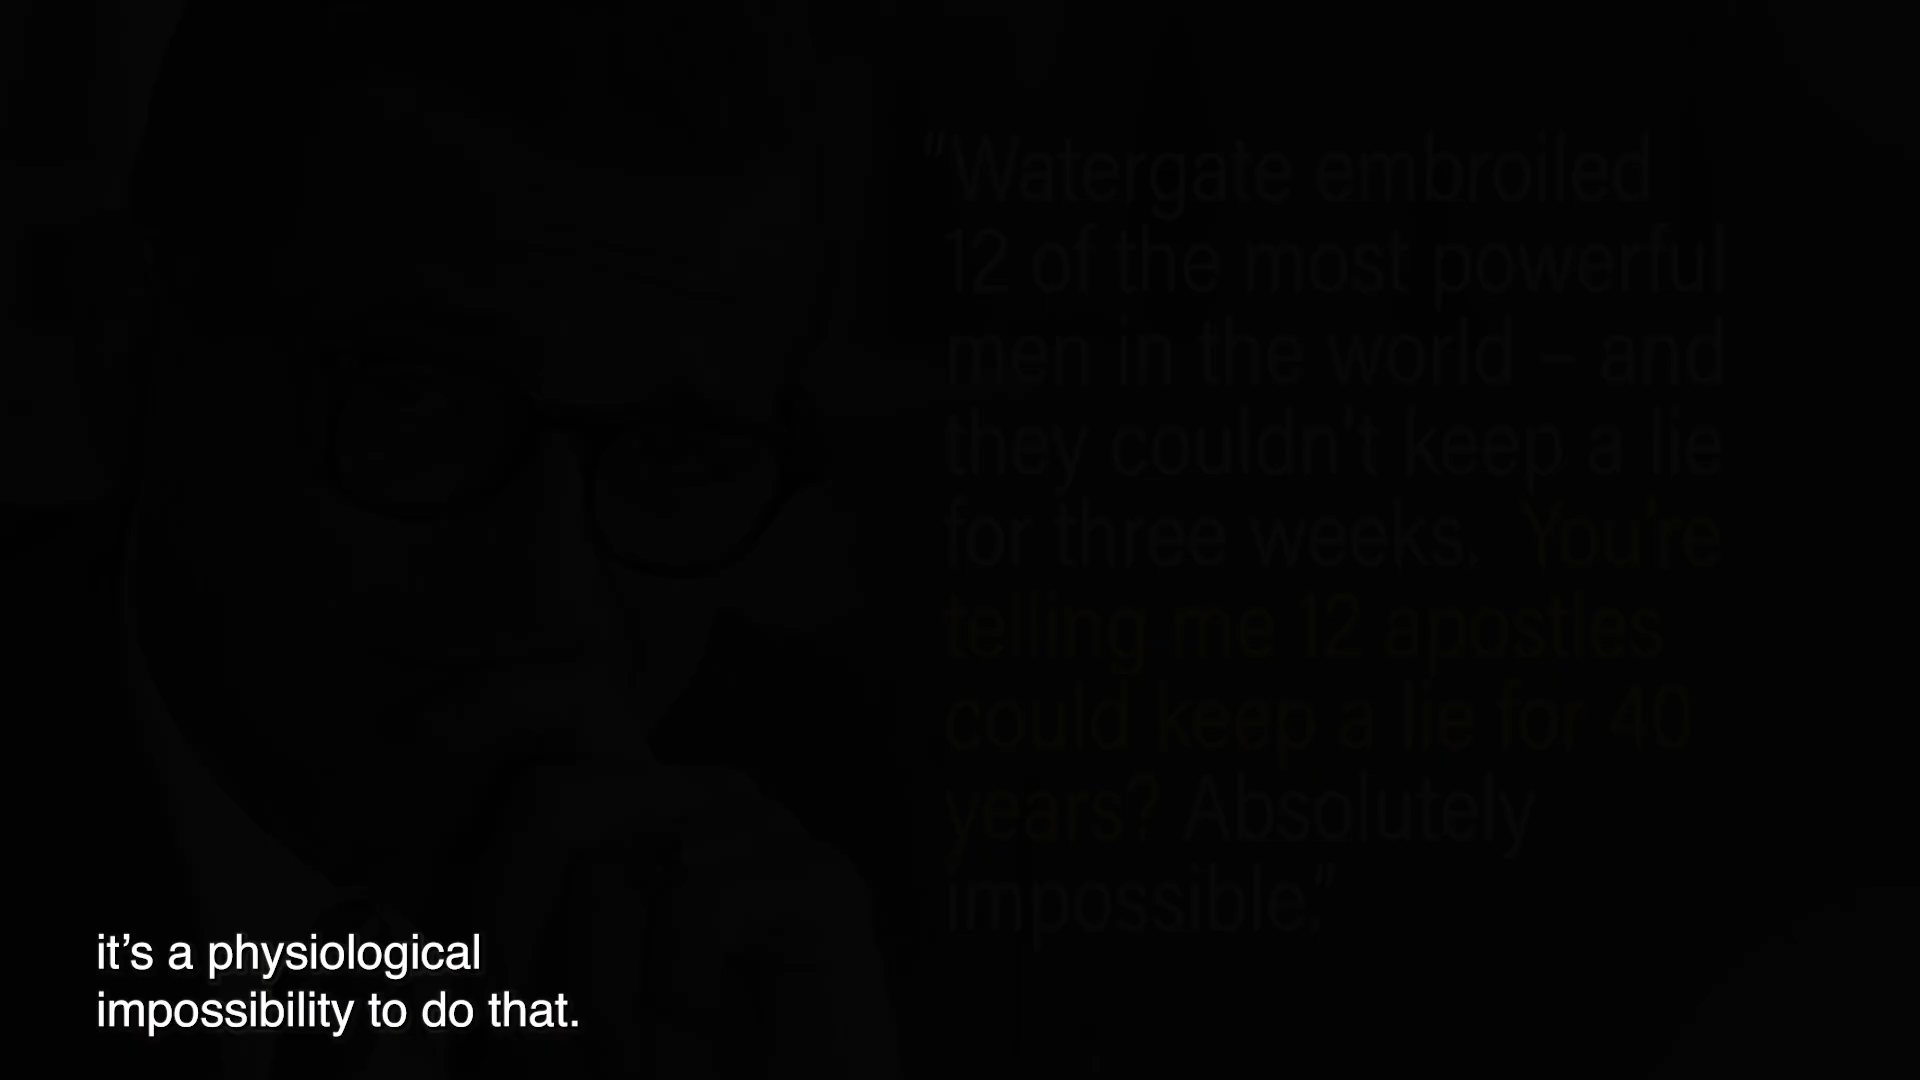 "Watergate embroiled
12 of the most powerful
men in the world – and
they couldn't keep a lie
for three weeks. You're
telling me 12 apostles
could keep a lie for 40
years? Absolutely
impossible."
it's a physiological
impossibility to do that.